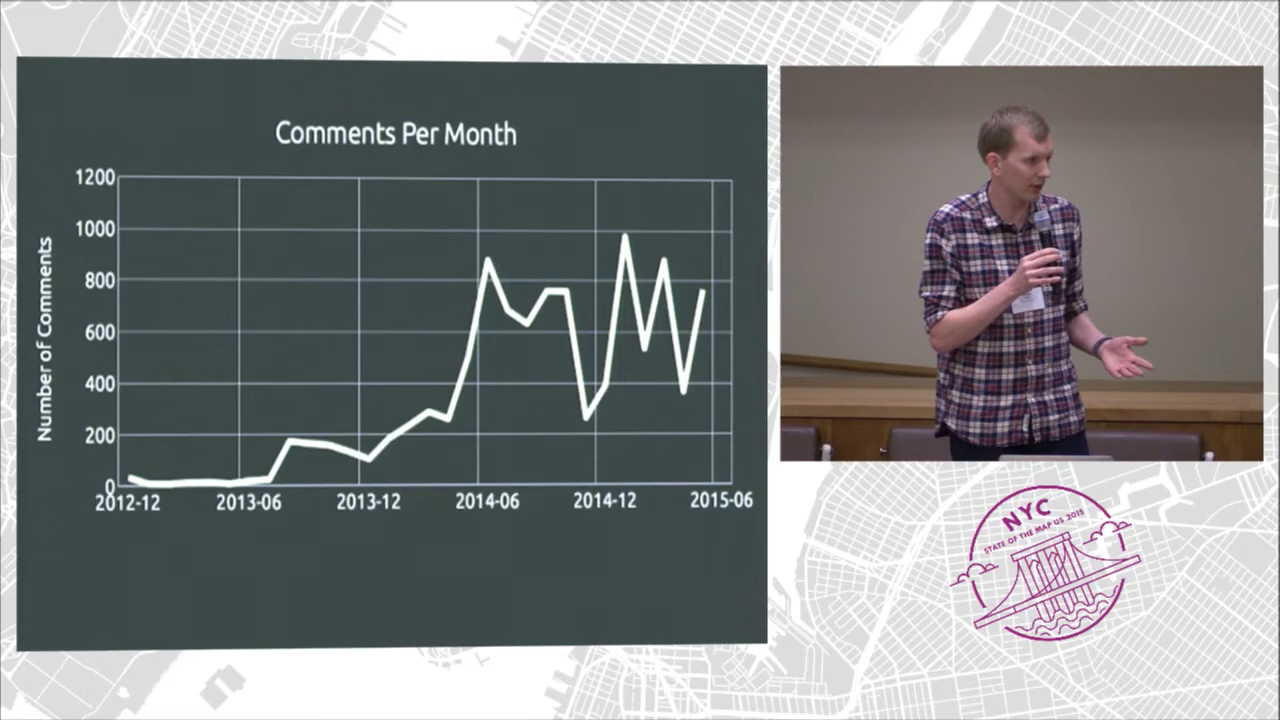 Comments Per Month
Number of Comments
1200
1000
800
600
400
200
0
2012-12 2013-06 2013-12 2014-06 2014-12 2015-06
NYC
STATE OF THE MAP US 2015